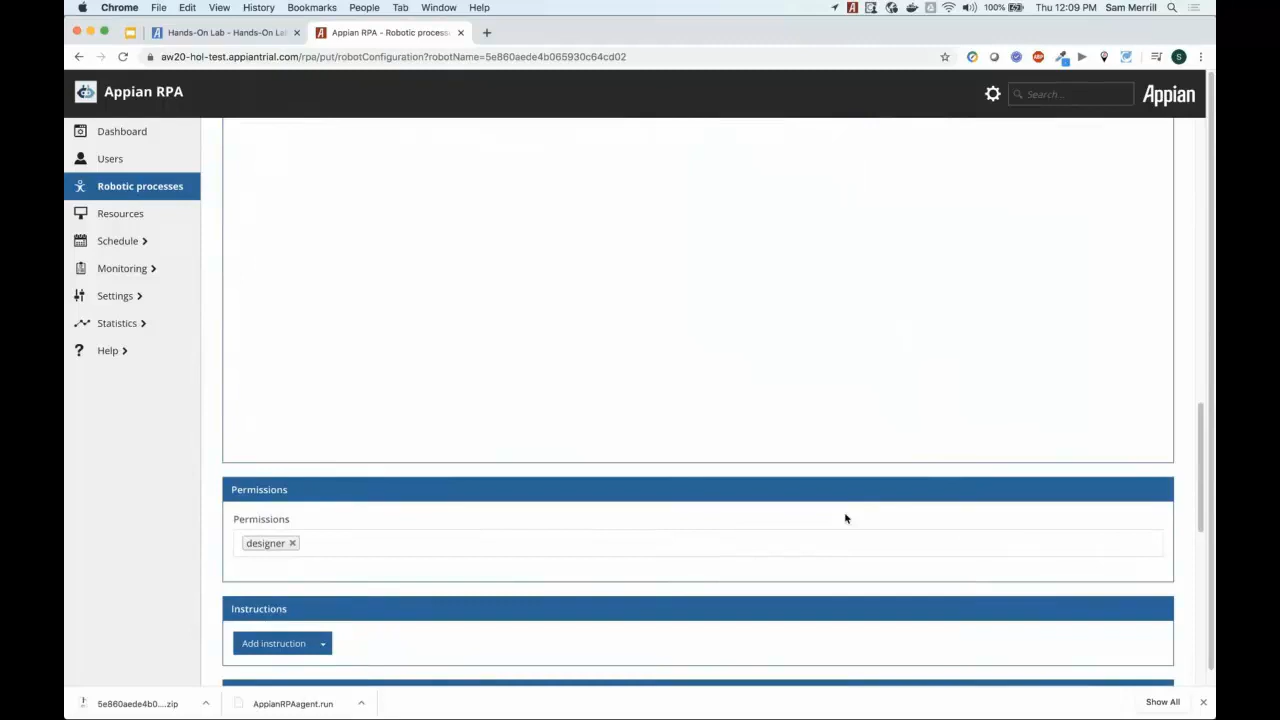 Chrome File Edit View History Bookmarks People Tab Window Help 100% Thu 12:09 PM Sam Merrill
Hands-On Lab - Hands-On La
Appian RPA - Robotic process
aw20-hol-test.appiantrial.com/rpa/put/robotConfiguration?robotName=5e860aede4b065930c64cd02
S
Appian RPA
Search...
Appian
Dashboard
Users
Robotic processes
Resources
Schedule
Monitoring
Settings
Statistics
Help
Permissions
Permissions
designer
Instructions
Add instruction
5e860aede4b0....zip
AppianRPAagent.run
Show All